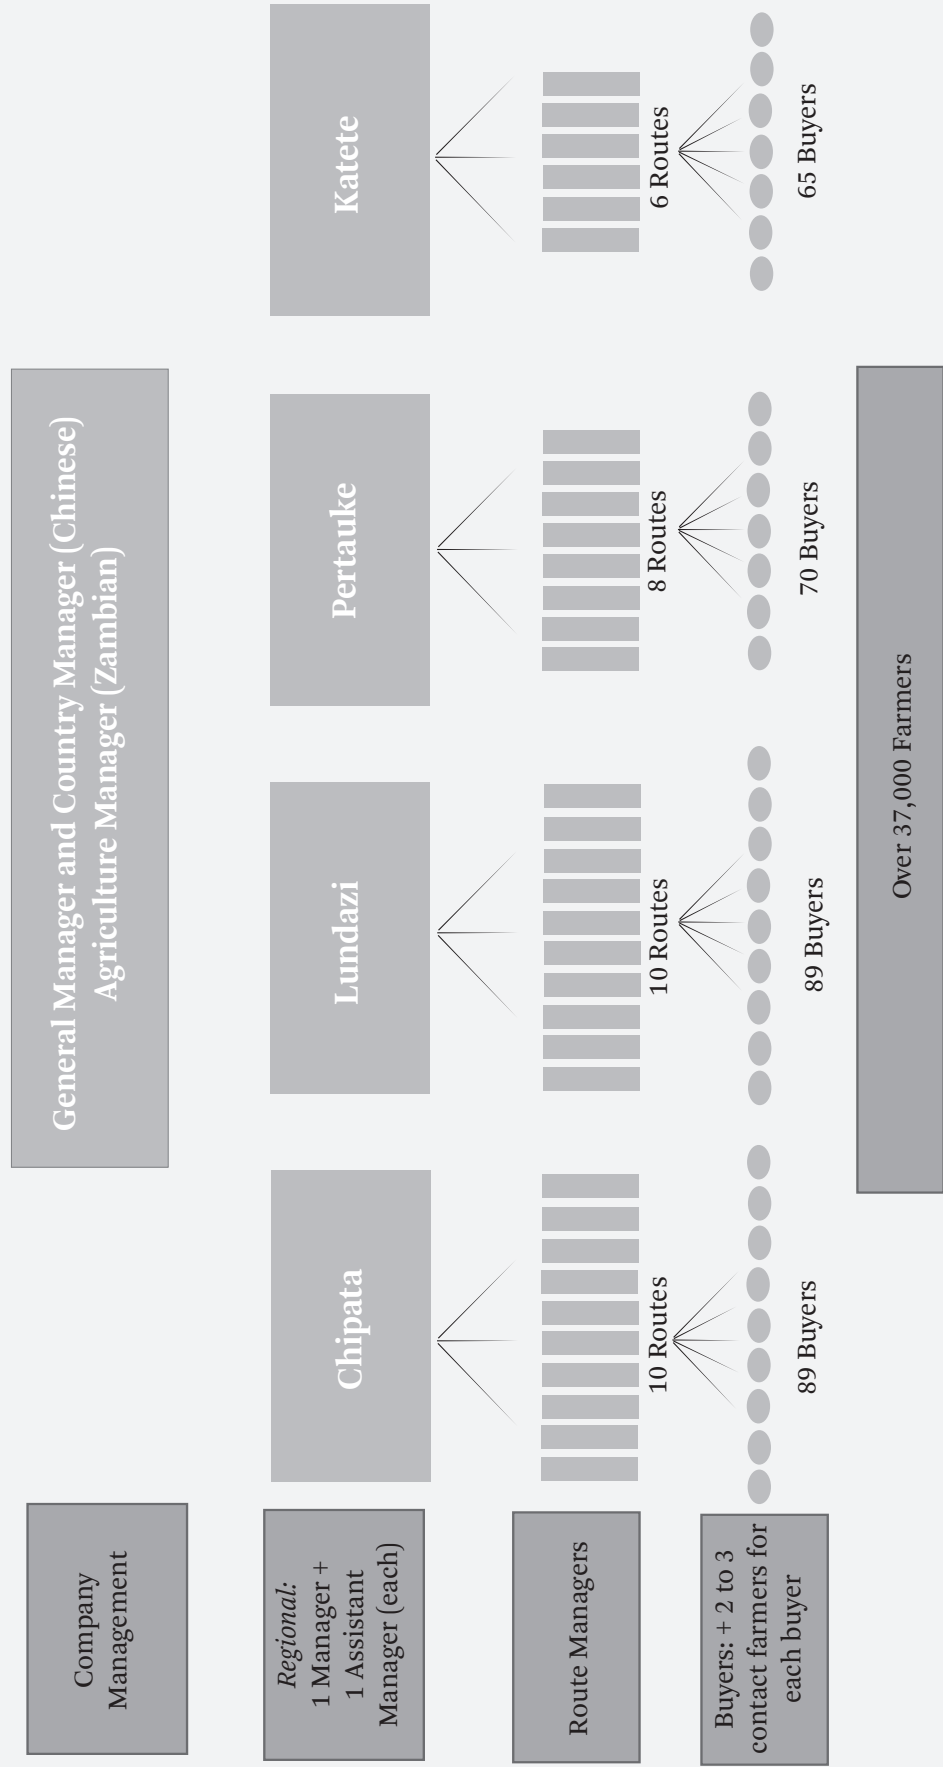 Company
Management
General Manager and Country Manager (Chinese)
Agriculture Manager (Zambian)
Regional:
1 Manager +
1 Assistant
Manager (each)
Chipata
Lundazi
Pertauke
Katete
Route Managers
10 Routes
10 Routes
8 Routes
6 Routes
Buyers: + 2 to 3
contact farmers for
each buyer
89 Buyers
89 Buyers
70 Buyers
65 Buyers
Over 37,000 Farmers